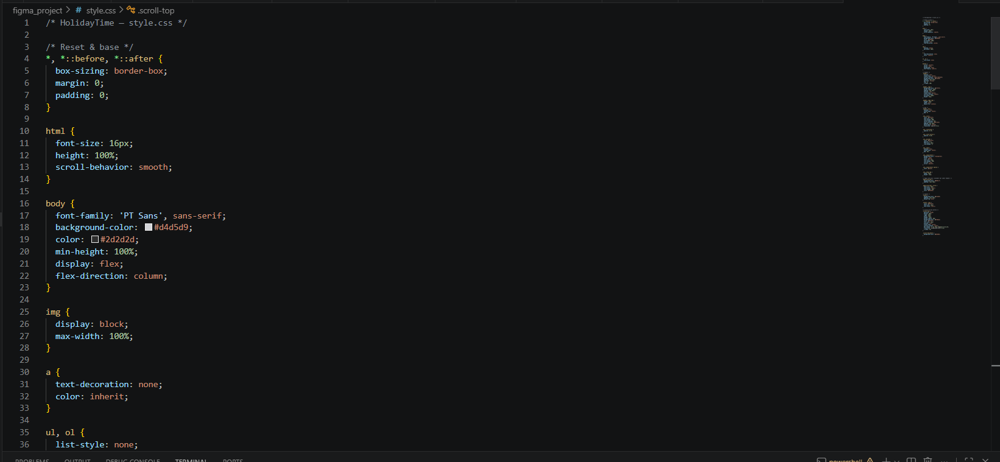 figma_project > # style.css > .scroll-top
1 /* HolidayTime — style.css */
2
3 /* Reset & base */
4 *, *::before, *::after {
5   box-sizing: border-box;
6   margin: 0;
7   padding: 0;
8 }
9
10 html {
11   font-size: 16px;
12   height: 100%;
13   scroll-behavior: smooth;
14 }
15
16 body {
17   font-family: 'PT Sans', sans-serif;
18   background-color: #d4d5d9;
19   color: #2d2d2d;
20   min-height: 100%;
21   display: flex;
22   flex-direction: column;
23 }
24
25 img {
26   display: block;
27   max-width: 100%;
28 }
29
30 a {
31   text-decoration: none;
32   color: inherit;
33 }
34
35 ul, ol {
36   list-style: none;
PROBLEMS OUTPUT DEBUG CONSOLE TERMINAL PORTS powershell